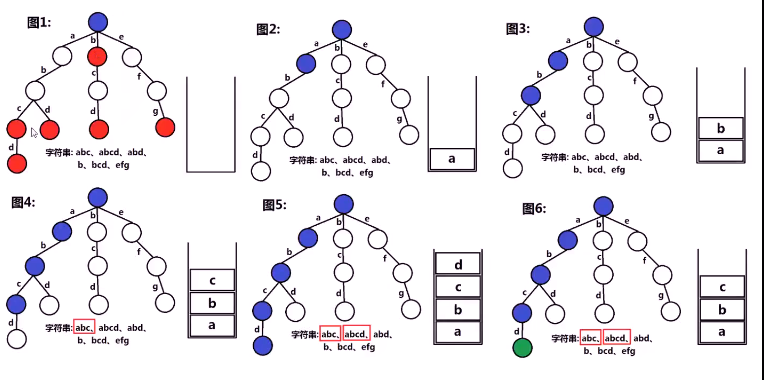 图1:
a
b
e
b
c
f
c
d
d
g
d
字符串: abc、abcd、abd、
b、bcd、efg
图2:
a
b
e
b
c
f
c
d
d
g
d
字符串: abc、abcd、abd、
b、bcd、efg
a
图3:
a
b
e
b
c
f
c
d
d
g
d
字符串: abc、abcd、abd、
b、bcd、efg
b
a
图4:
a
b
e
b
c
f
c
d
d
g
d
字符串: abc、abcd、abd、
b、bcd、efg
c
b
a
图5:
a
b
e
b
c
f
c
d
d
g
d
字符串: abc、abcd、abd、
b、bcd、efg
d
c
b
a
图6:
a
b
e
b
c
f
c
d
d
g
d
字符串: abc、abcd、abd、
b、bcd、efg
c
b
a